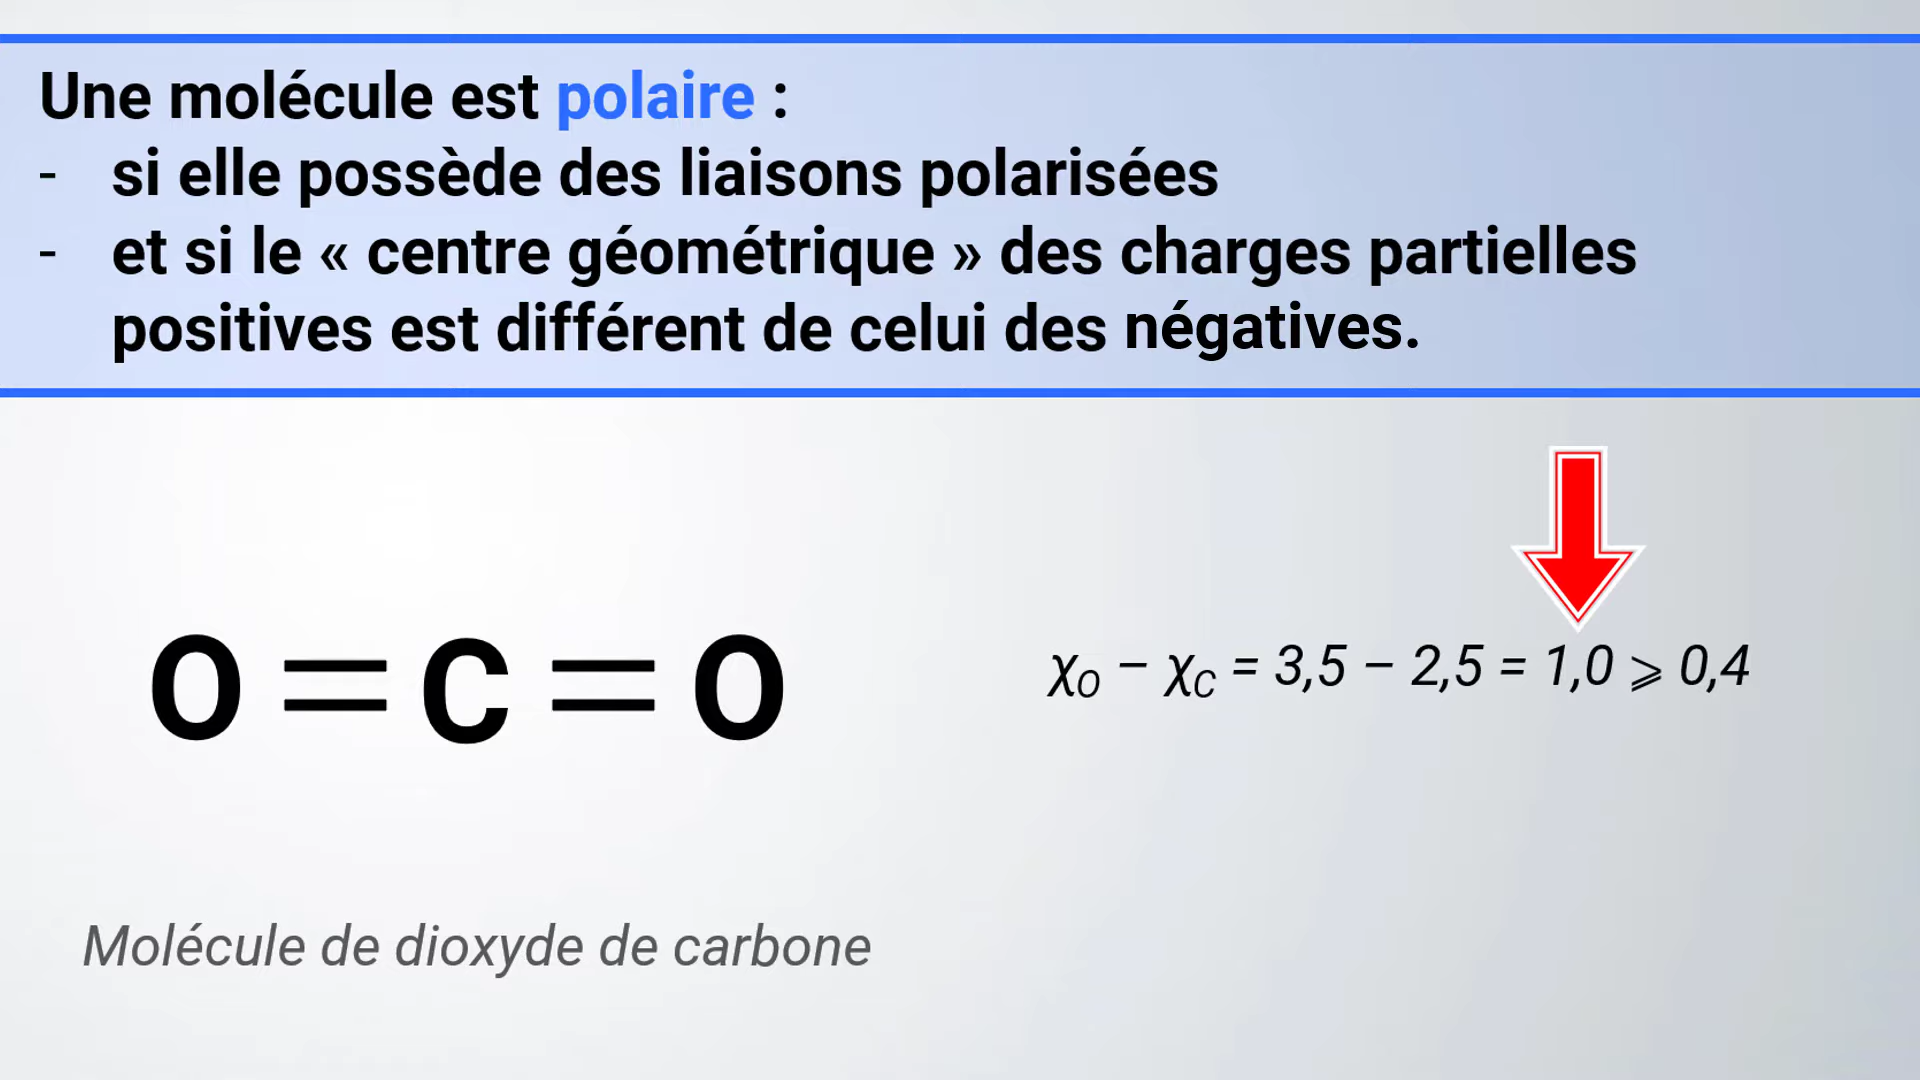 Une molécule est polaire :
- si elle possède des liaisons polarisées
- et si le « centre géométrique » des charges partielles
positives est différent de celui des négatives.
O = C = O
χO – χC = 3,5 – 2,5 = 1,0 ⩾ 0,4
Molécule de dioxyde de carbone